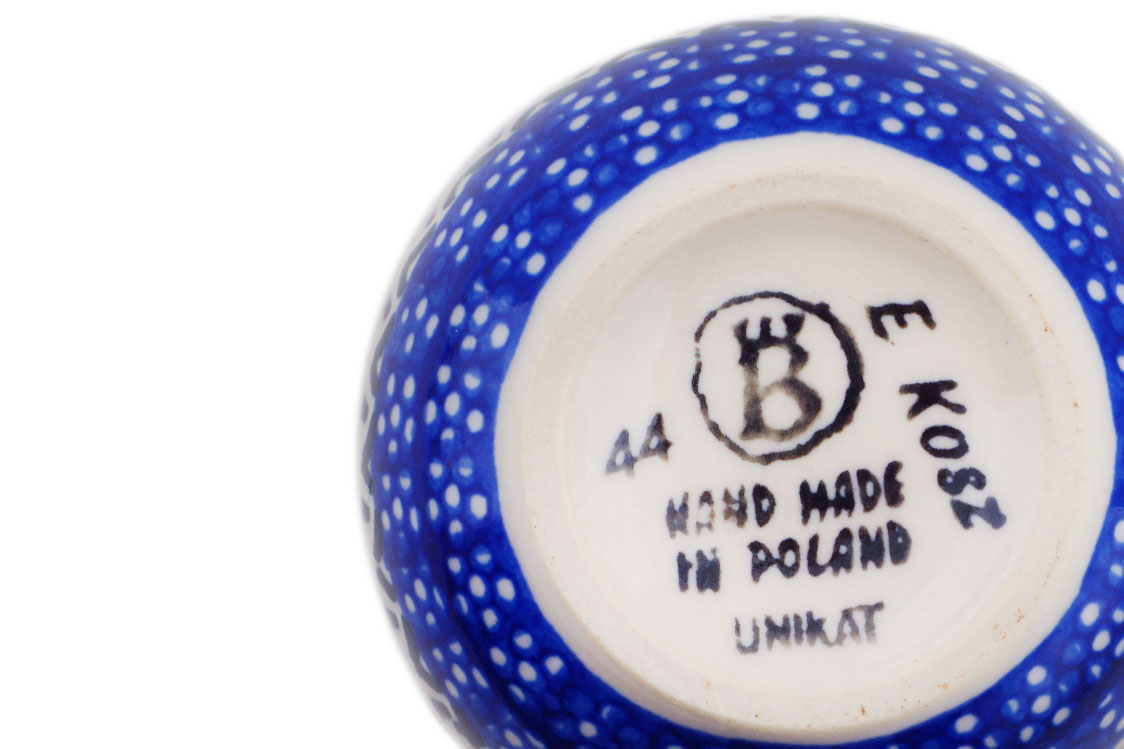 B
E KOSZ
44
HAND MADE
IN POLAND
UNIKAT